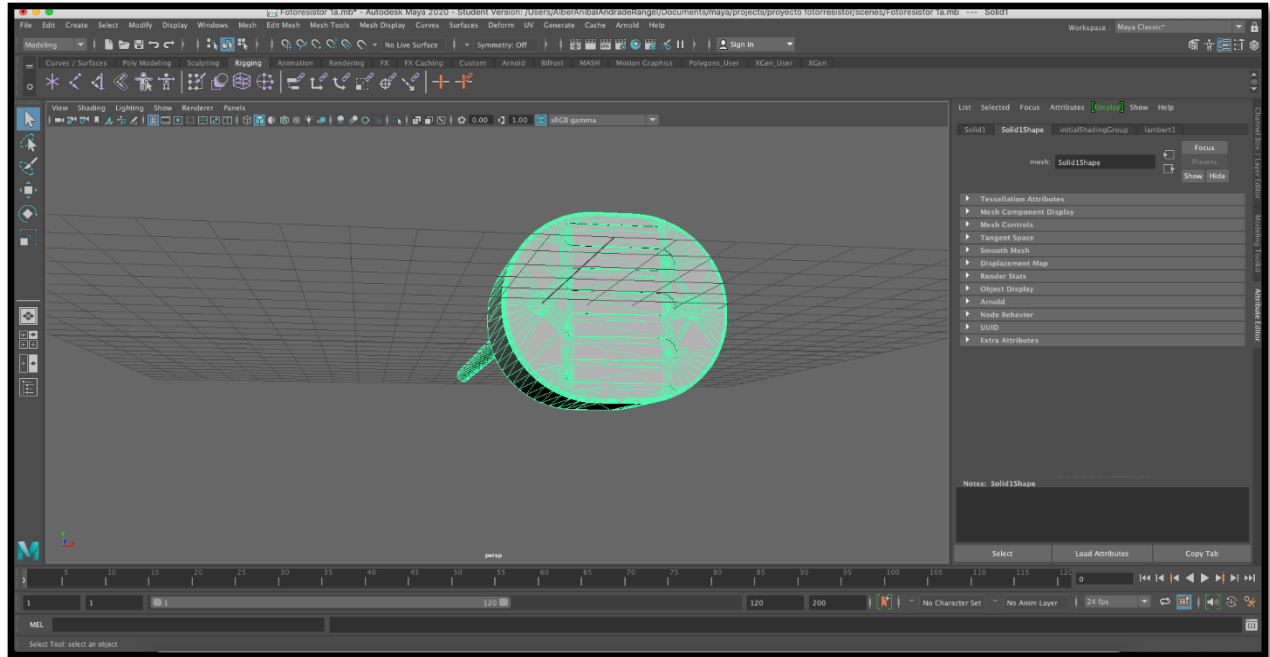 Fotoresistor 1a.mb* - Autodesk Maya 2020 - Student Version: /Users/AlberAnibalAndradeRangel/Documents/maya/projects/proyecto fotorresistor/scenes/Fotoresistor 1a.mb --- Solid1
File Edit Create Select Modify Display Windows Mesh Edit Mesh Mesh Tools Mesh Display Curves Surfaces Deform UV Generate Cache Arnold Help Workspace : Maya Classic*
Modeling No Live Surface Symmetry: Off Sign In
Curves / Surfaces Poly Modeling Sculpting Rigging Animation Rendering FX FX Caching Custom Arnold Bifrost MASH Motion Graphics Polygons_User XGen_User XGen
View Shading Lighting Show Renderer Panels
0.00 1.00 sRGB gamma
persp
List Selected Focus Attributes Display Show Help
Solid1 Solid1Shape initialShadingGroup lambert1
mesh: Solid1Shape
Focus
Presets
Show Hide
Tessellation Attributes
Mesh Component Display
Mesh Controls
Tangent Space
Smooth Mesh
Displacement Map
Render Stats
Object Display
Arnold
Node Behavior
UUID
Extra Attributes
Notes: Solid1Shape
Select Load Attributes Copy Tab
Channel Box / Layer Editor
Modeling Toolkit
Attribute Editor
5 10 15 20 25 30 35 40 45 50 55 60 65 70 75 80 85 90 95 100 105 110 115 120 0
1 1 1 120 120 200 No Character Set No Anim Layer 24 fps
MEL
Select Tool: select an object